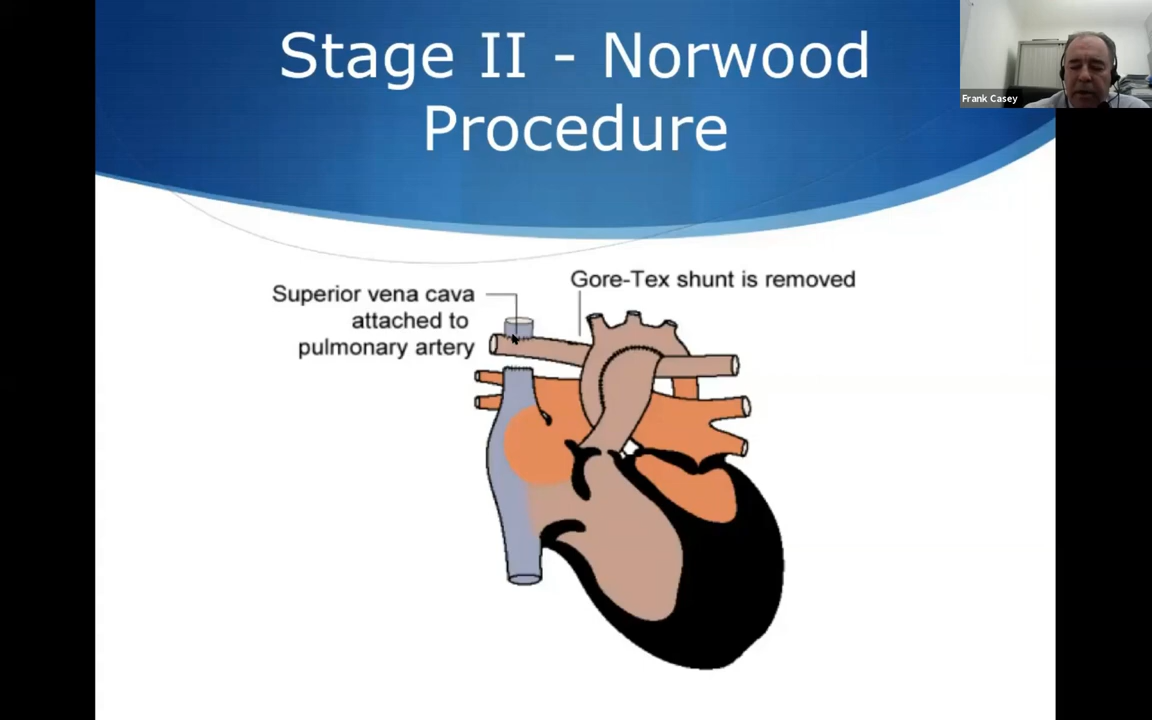 Stage II - Norwood
Procedure
Frank Casey
Superior vena cava
attached to
pulmonary artery
Gore-Tex shunt is removed